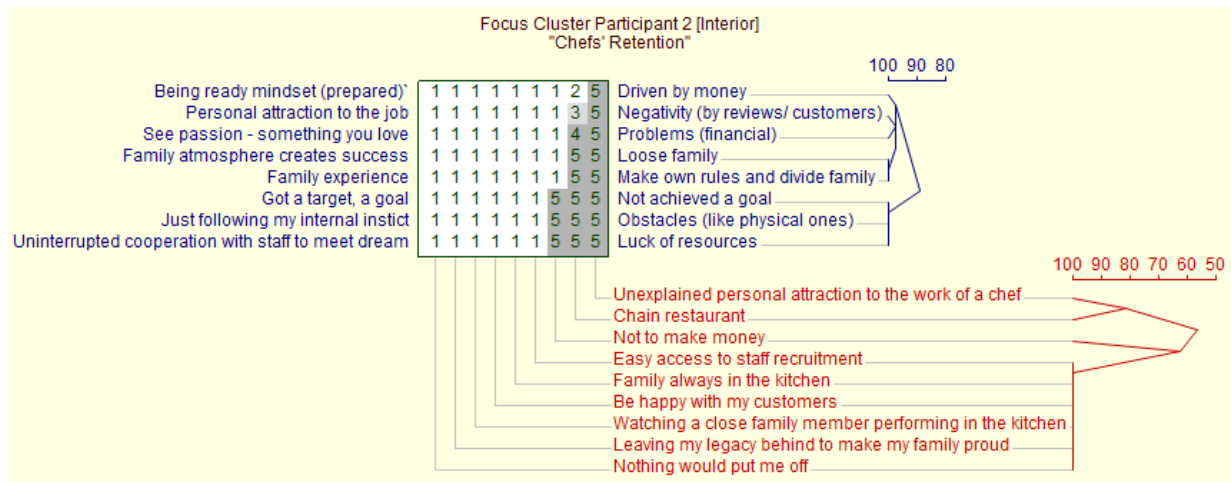 Focus Cluster Participant 2 [Interior]
"Chefs' Retention"
100 90 80
Being ready mindset (prepared)` 1 1 1 1 1 1 1 2 5 Driven by money
Personal attraction to the job 1 1 1 1 1 1 1 3 5 Negativity (by reviews/ customers)
See passion - something you love 1 1 1 1 1 1 1 4 5 Problems (financial)
Family atmosphere creates success 1 1 1 1 1 1 1 5 5 Loose family
Family experience 1 1 1 1 1 1 1 5 5 Make own rules and divide family
Got a target, a goal 1 1 1 1 1 1 5 5 5 Not achieved a goal
Just following my internal instict 1 1 1 1 1 1 5 5 5 Obstacles (like physical ones)
Uninterrupted cooperation with staff to meet dream 1 1 1 1 1 1 5 5 5 Luck of resources
100 90 80 70 60 50
Unexplained personal attraction to the work of a chef
Chain restaurant
Not to make money
Easy access to staff recruitment
Family always in the kitchen
Be happy with my customers
Watching a close family member performing in the kitchen
Leaving my legacy behind to make my family proud
Nothing would put me off